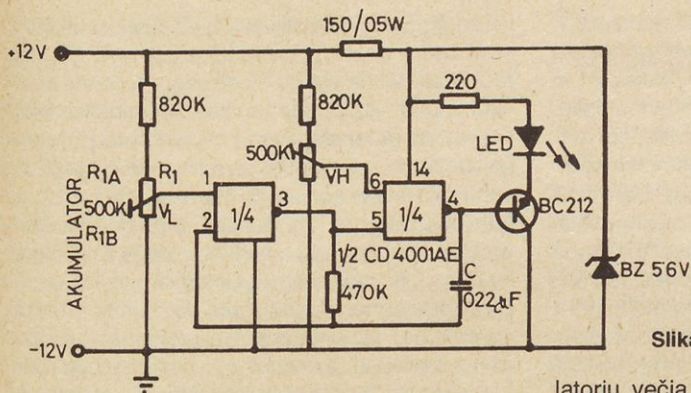 150/05W
+12V
820K
820K
220
LED
500K
VH
14
R1A
R1
1
3
6
4
BC212
AKUMULATOR
500K
VL
2
1/4
5
1/4
R1B
1/2 CD 4001AE
C
BZ 5'6V
470K
022µF
Slika
-12V
latorju večja